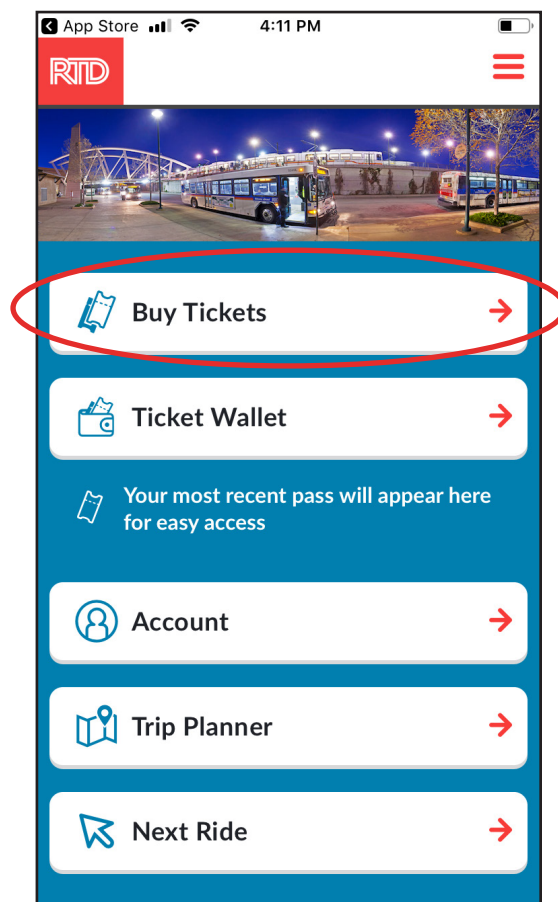 App Store 4:11 PM
RTD
Buy Tickets
Ticket Wallet
Your most recent pass will appear here
for easy access
Account
Trip Planner
Next Ride